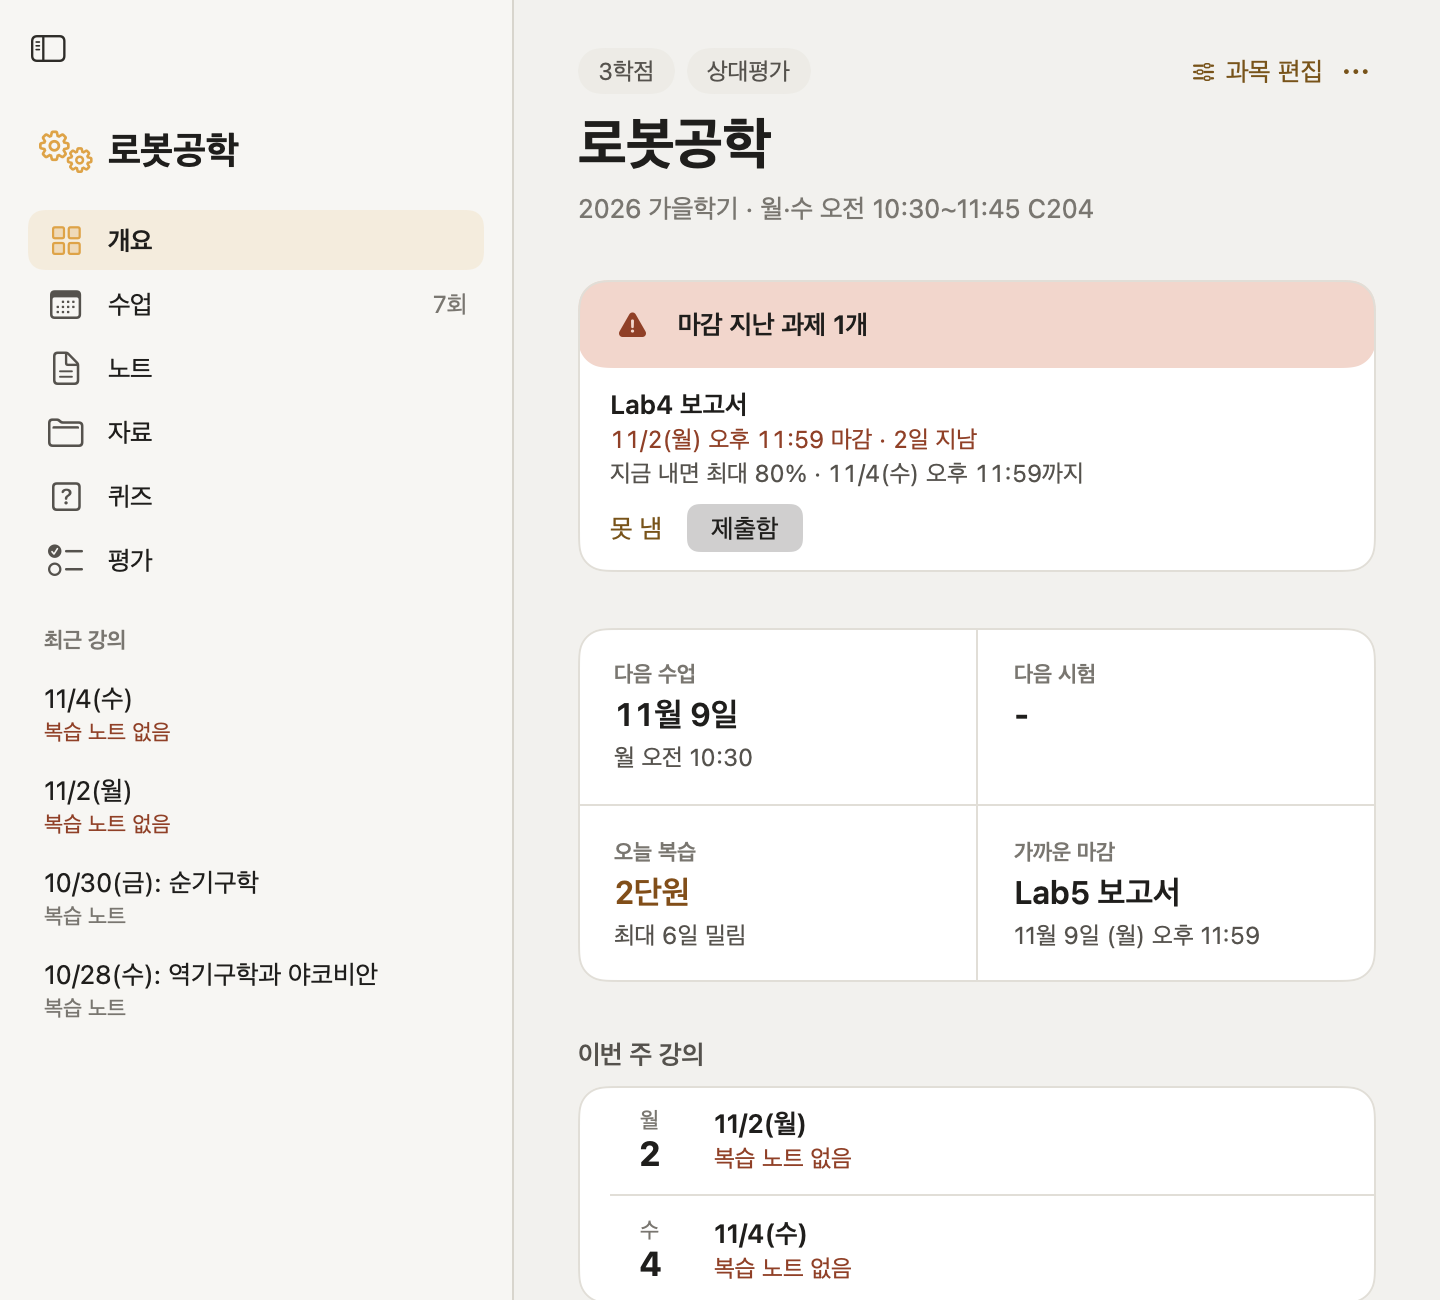 로봇공학
개요
수업 7회
노트
자료
퀴즈
평가
최근 강의
11/4(수)
복습 노트 없음
11/2(월)
복습 노트 없음
10/30(금): 순기구학
복습 노트
10/28(수): 역기구학과 야코비안
복습 노트
3학점 상대평가
과목 편집
로봇공학
2026 가을학기 · 월·수 오전 10:30~11:45 C204
마감 지난 과제 1개
Lab4 보고서
11/2(월) 오후 11:59 마감 · 2일 지남
지금 내면 최대 80% · 11/4(수) 오후 11:59까지
못 냄 제출함
다음 수업
11월 9일
월 오전 10:30
다음 시험
-
오늘 복습
2단원
최대 6일 밀림
가까운 마감
Lab5 보고서
11월 9일 (월) 오후 11:59
이번 주 강의
월
2
11/2(월)
복습 노트 없음
수
4
11/4(수)
복습 노트 없음